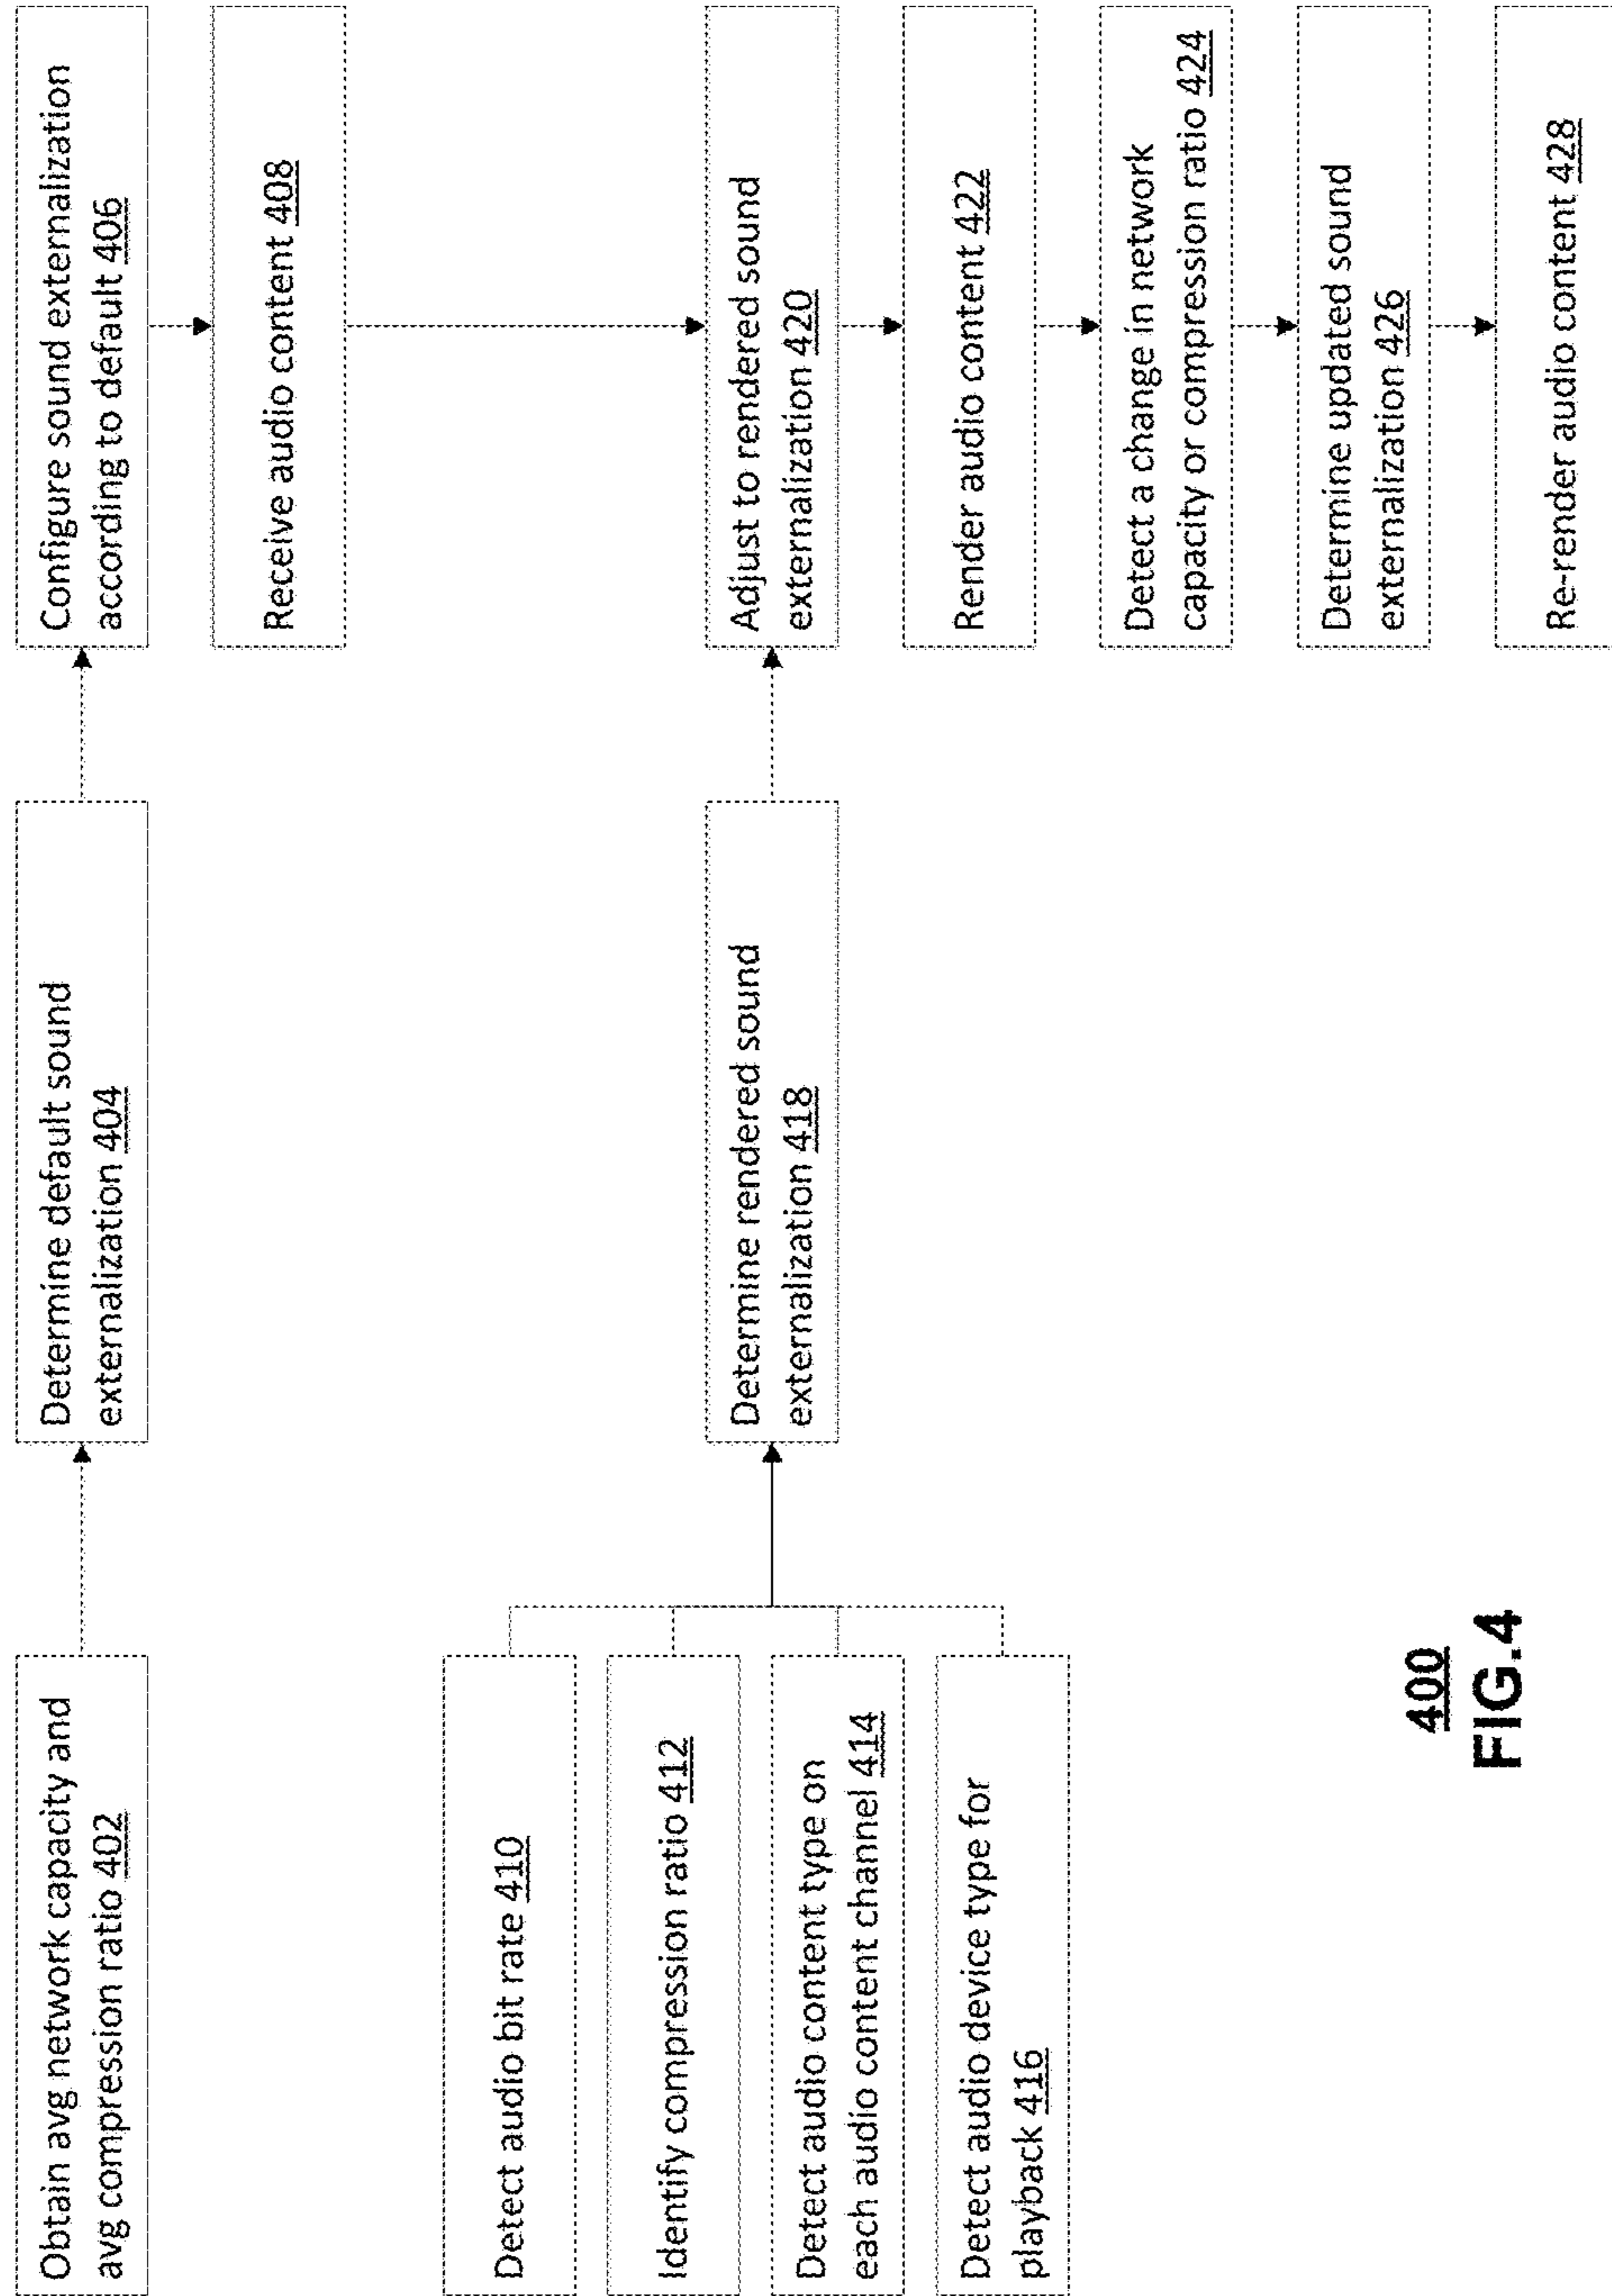 Obtain avg network capacity and
avg compression ratio 402
Determine default sound
externalization 404
Configure sound externalization
according to default 406
Receive audio content 408
Detect audio bit rate 410
Identify compression ratio 412
Detect audio content type on
each audio content channel 414
Detect audio device type for
playback 416
Determine rendered sound
externalization 418
Adjust to rendered sound
externalization 420
Render audio content 422
Detect a change in network
capacity or compression ratio 424
Determine updated sound
externalization 426
Re-render audio content 428
400
FIG.4